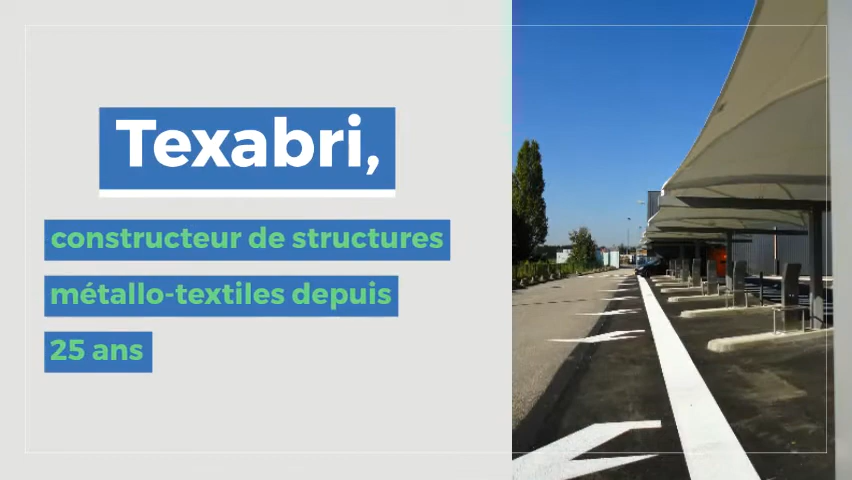 Texabri,
constructeur de structures
métallo-textiles depuis
25 ans